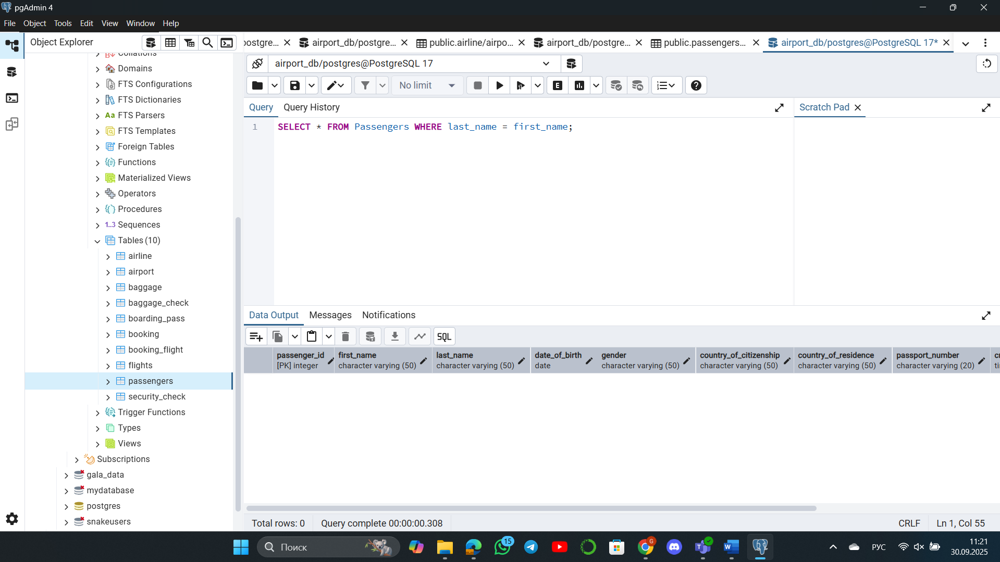 pgAdmin 4
File Object Tools Edit View Window Help
Object Explorer
postgre...
airport_db/postgre...
public.airline/airpo...
airport_db/postgre...
public.passengers...
airport_db/postgres@PostgreSQL 17*
Collations
Domains
FTS Configurations
FTS Dictionaries
Aa FTS Parsers
FTS Templates
Foreign Tables
Functions
Materialized Views
Operators
Procedures
1..3 Sequences
Tables (10)
airline
airport
baggage
baggage_check
boarding_pass
booking
booking_flight
flights
passengers
security_check
Trigger Functions
Types
Views
Subscriptions
gala_data
mydatabase
postgres
snakeusers
airport_db/postgres@PostgreSQL 17
No limit
E
Query Query History
Scratch Pad
1 SELECT * FROM Passengers WHERE last_name = first_name;
Data Output Messages Notifications
SQL
passenger_id
[PK] integer
first_name
character varying (50)
last_name
character varying (50)
date_of_birth
date
gender
character varying (50)
country_of_citizenship
character varying (50)
country_of_residence
character varying (50)
passport_number
character varying (20)
Total rows: 0
Query complete 00:00:00.308
CRLF
Ln 1, Col 55
Поиск
15
G
T
W
РУС
11:21
30.09.2025